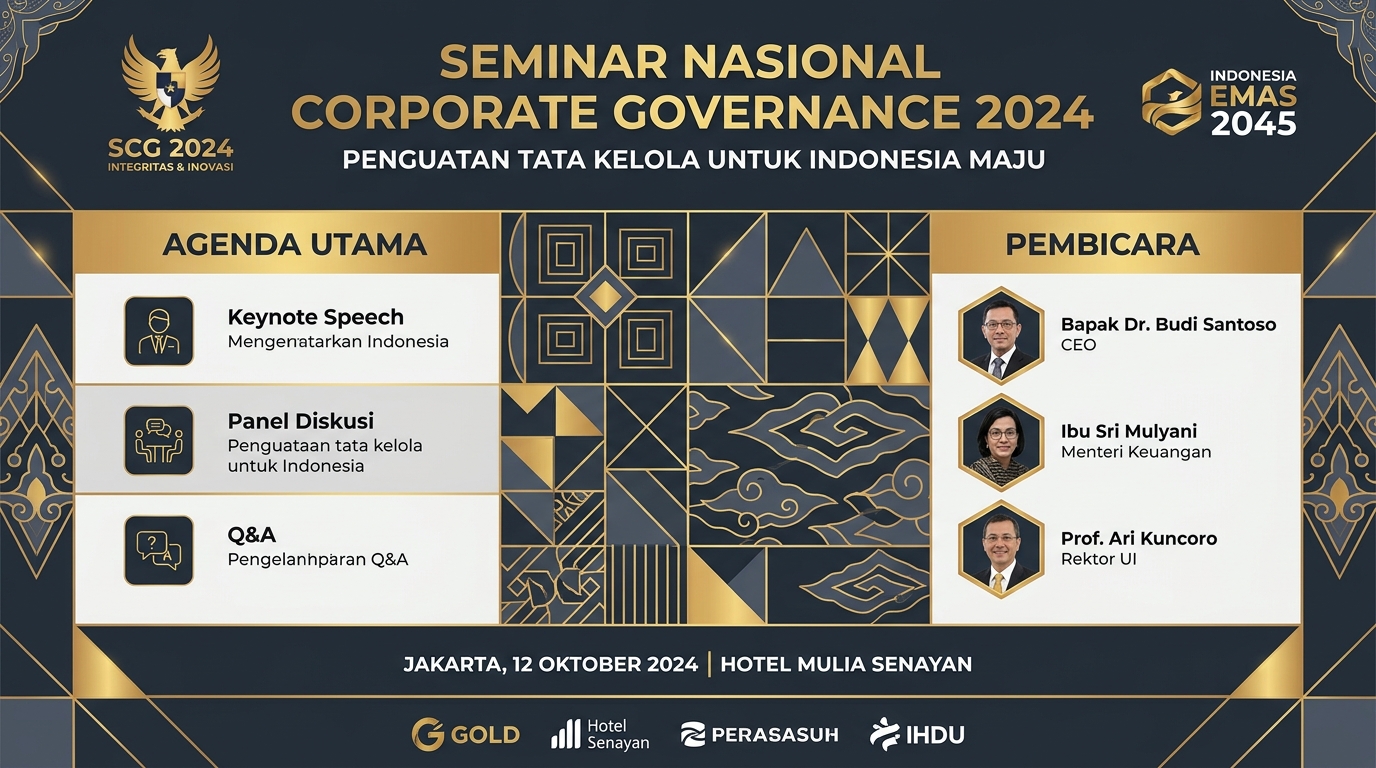 SCG 2024
INTEGRITAS & INOVASI
SEMINAR NASIONAL
CORPORATE GOVERNANCE 2024
PENGUATAN TATA KELOLA UNTUK INDONESIA MAJU
INDONESIA
EMAS
2045
AGENDA UTAMA
Keynote Speech
Mengematarkan Indonesia
Panel Diskusi
Penguataan tata kelola
untuk Indonesia
Q&A
Q&A
PEMBICARA
Bapak Dr. Budi Santoso
CEO
Ibu Sri Mulyani
Menteri Keuangan
Prof. Ari Kuncoro
Rektor UI
JAKARTA, 12 OKTOBER 2024 | HOTEL MULIA SENAYAN
GOLD
Hotel
Senayan
PERASASUH
IHDU